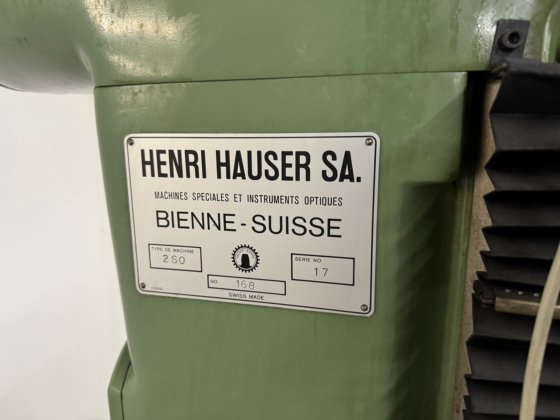 HENRI HAUSER SA.
MACHINES SPECIALES ET INSTRUMENTS OPTIQUES
BIENNE - SUISSE
TYPE DE MACHINE
2SO
SERIE NO.
17
NO. 168
SWISS MADE